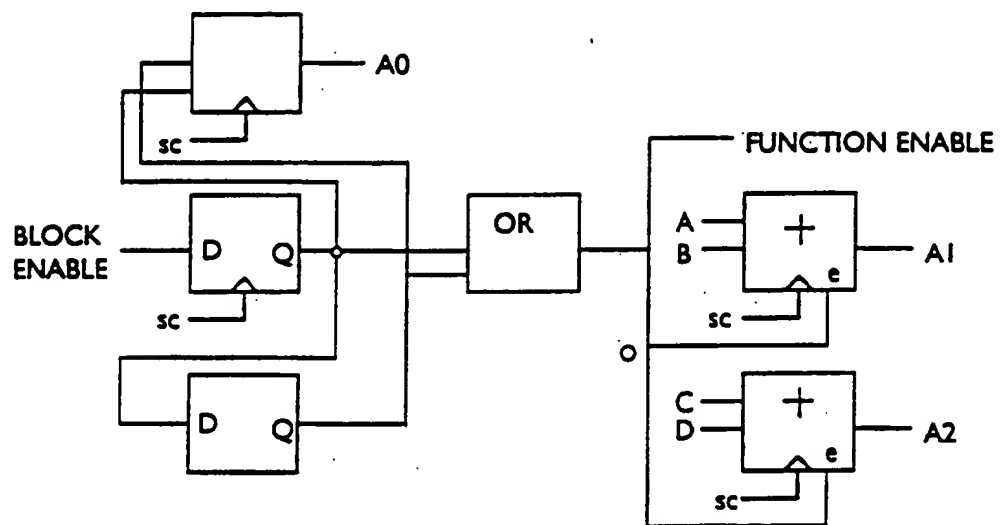 A0
sc
FUNCTION ENABLE
BLOCK
ENABLE
D Q
sc
OR
A
B
+
e
A1
sc
D Q
O
C
D
+
e
A2
sc